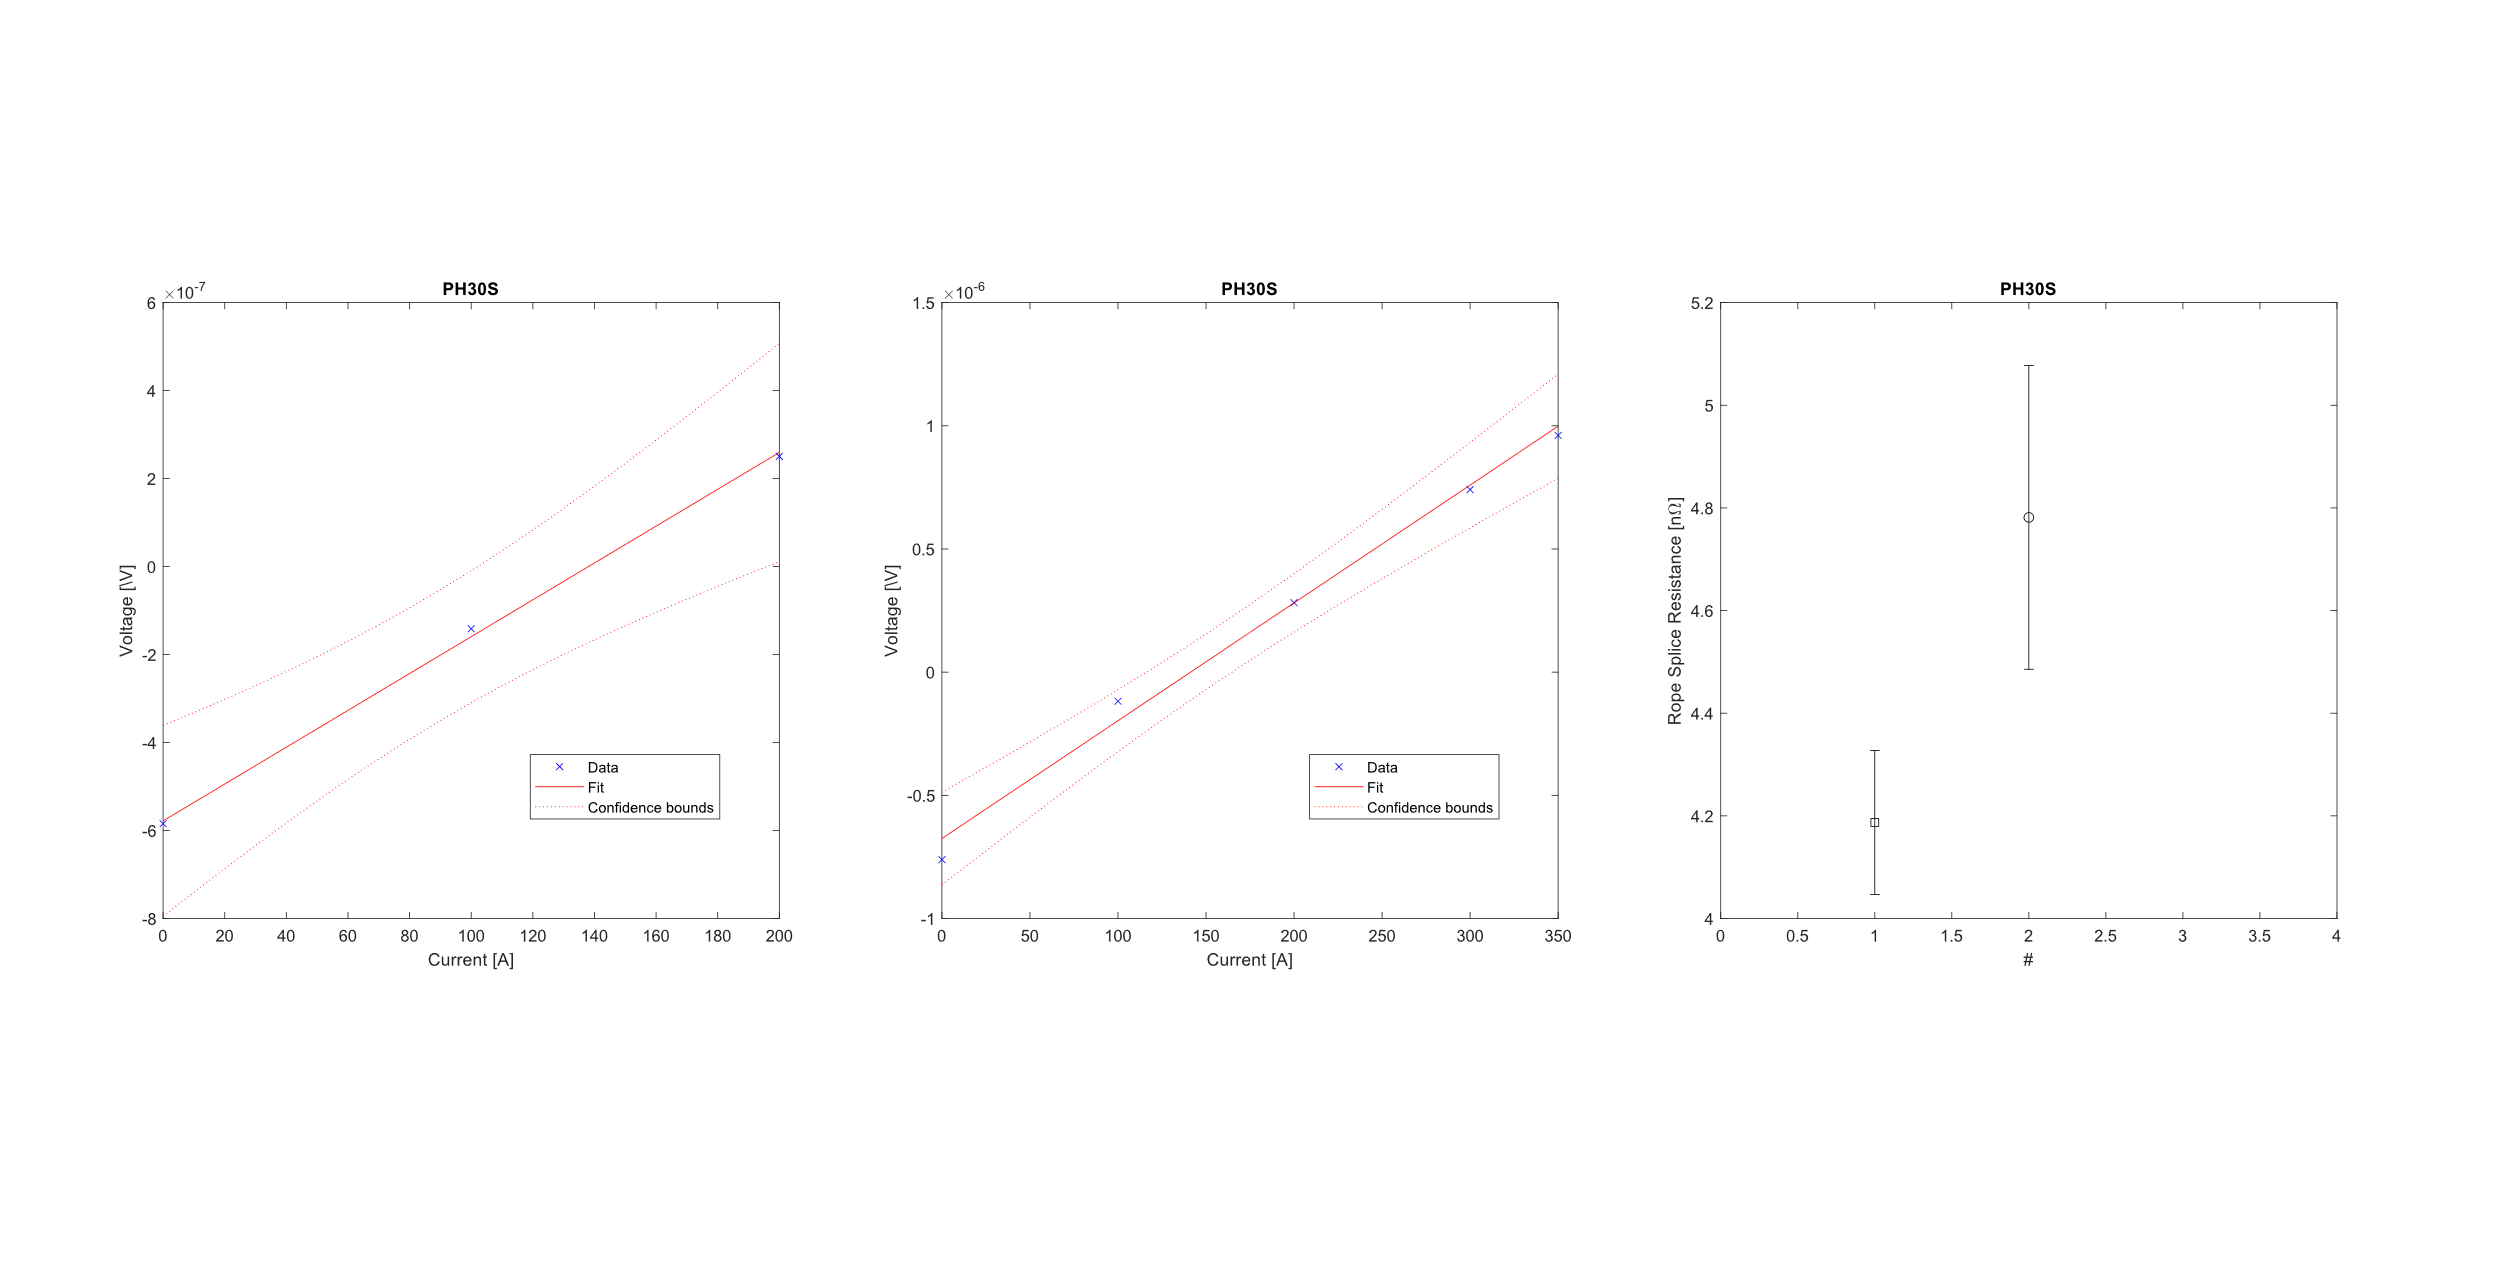 PH30S
×10-7
6
4
2
0
-2
-4
-6
-8
Voltage [\V]
0 20 40 60 80 100 120 140 160 180 200
Current [A]
Data
Fit
Confidence bounds
PH30S
×10-6
1.5
1
0.5
0
-0.5
-1
Voltage [\V]
0 50 100 150 200 250 300 350
Current [A]
Data
Fit
Confidence bounds
PH30S
5.2
5
4.8
4.6
4.4
4.2
4
Rope Splice Resistance [nΩ]
0 0.5 1 1.5 2 2.5 3 3.5 4
#